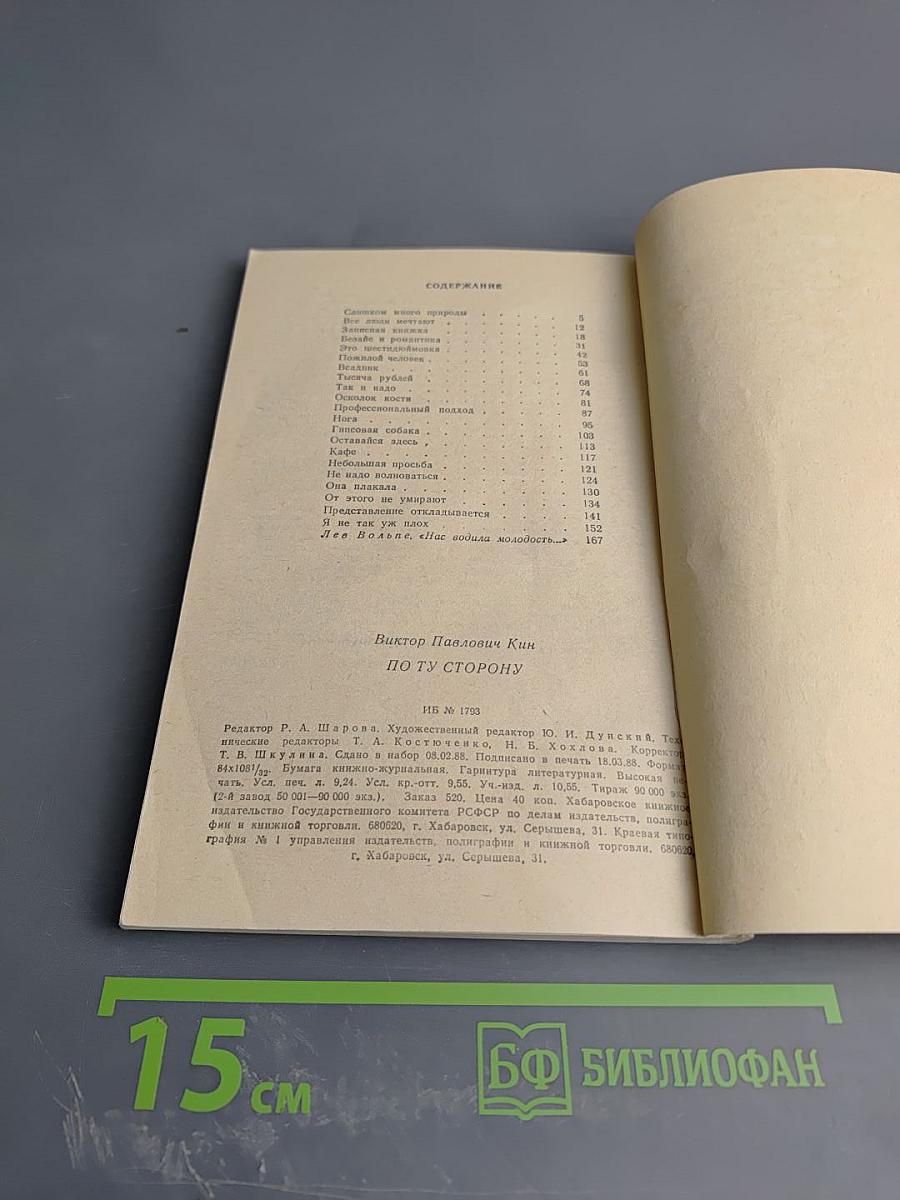 СОДЕРЖАНИЕ
Слишком много природы . . . . . 5
Все люди мечтают . . . . . . 12
Записная книжка . . . . . . 18
Безайс и романтика . . . . . . 31
Это шестидюймовка . . . . . . 42
Пожилой человек . . . . . . 53
Всадник . . . . . . . . 61
Тысяча рублей . . . . . . . 68
Так и надо . . . . . . . . 74
Осколок кости . . . . . . . 81
Профессиональный подход . . . . . 87
Нога . . . . . . . . . 95
Гипсовая собака . . . . . . . 103
Оставайся здесь . . . . . . . 113
Кафе . . . . . . . . . 117
Небольшая просьба . . . . . . 121
Не надо волноваться . . . . . . 124
Она плакала . . . . . . . . 130
От этого не умирают . . . . . . 134
Представление откладывается . . . . 141
Я не так уж плох . . . . . . 152
Лев Вольпе. «Нас водила молодость...» 167
Виктор Павлович Кин
ПО ТУ СТОРОНУ
ИБ № 1793
Редактор Р. А. Шарова. Художественный редактор Ю. И. Дунский. Тех-
нические редакторы Т. А. Костюченко, Н. Б. Хохлова. Корректор
Т. В. Шкулина. Сдано в набор 08.02.88. Подписано в печать 18.03.88. Форма
84х1081/32. Бумага книжно-журнальная. Гарнитура литературная. Высокая пе-
чать. Усл. печ. л. 9,24. Усл. кр.-отт. 9,55. Уч.-изд. л. 10,55. Тираж 90 000 экз.
(2-й завод 50 001—90 000 экз.). Заказ 520. Цена 40 коп. Хабаровское книжное
издательство Государственного комитета РСФСР по делам издательств, полигра-
фии и книжной торговли. 680620, г. Хабаровск, ул. Серышева, 31. Краевая типо-
графия № 1 управления издательств, полиграфии и книжной торговли. 680620,
г. Хабаровск, ул. Серышева, 31.
15 см
БФ БИБЛИОФАН